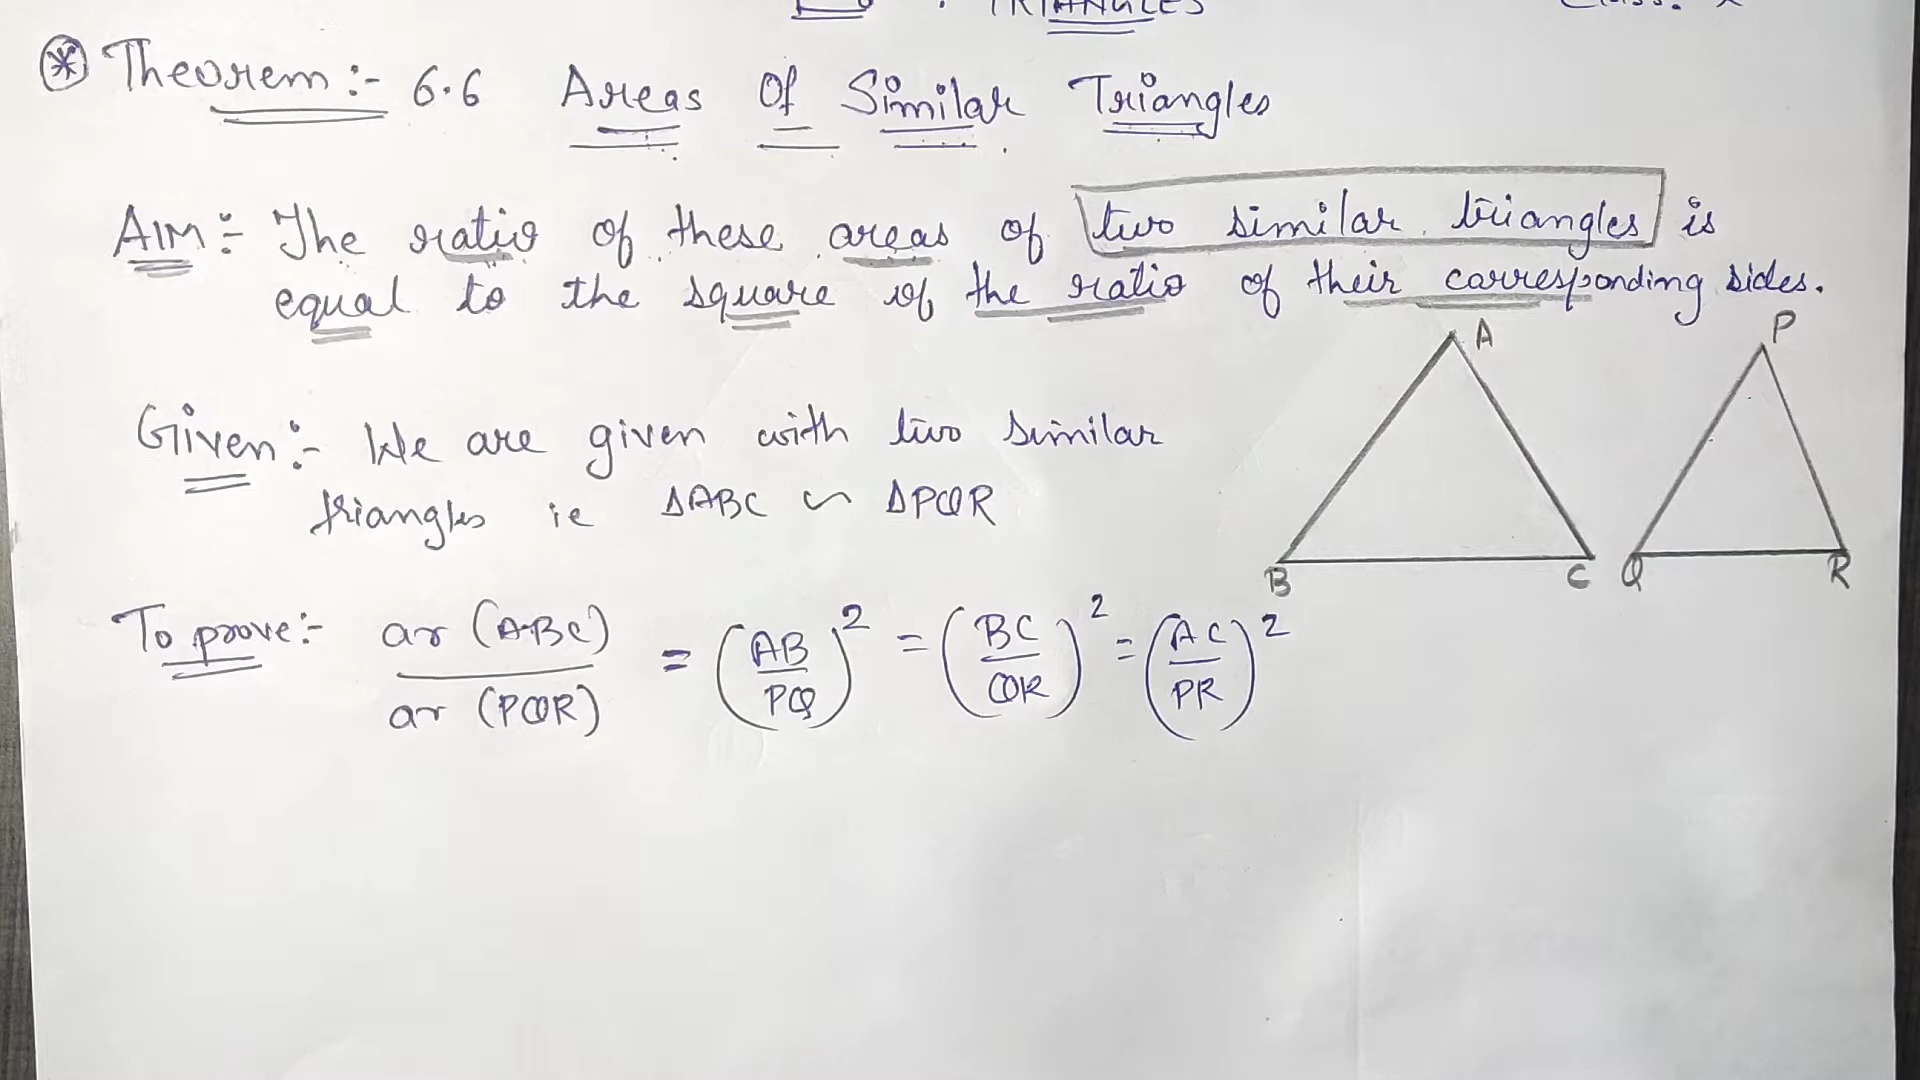 : TRIANGLES
Class: X
Theorem :- 6.6 Areas Of Similar Triangles
AIM :- The ratio of these areas of two similar triangles is
equal to the square of the ratio of their corresponding sides.
A
P
Given :- We are given with two similar
triangles ie ΔABC ∽ ΔPQR
B
C
Q
R
To prove :- ar (ABC) / ar (PQR) = (AB/PQ)² = (BC/QR)² = (AC/PR)²